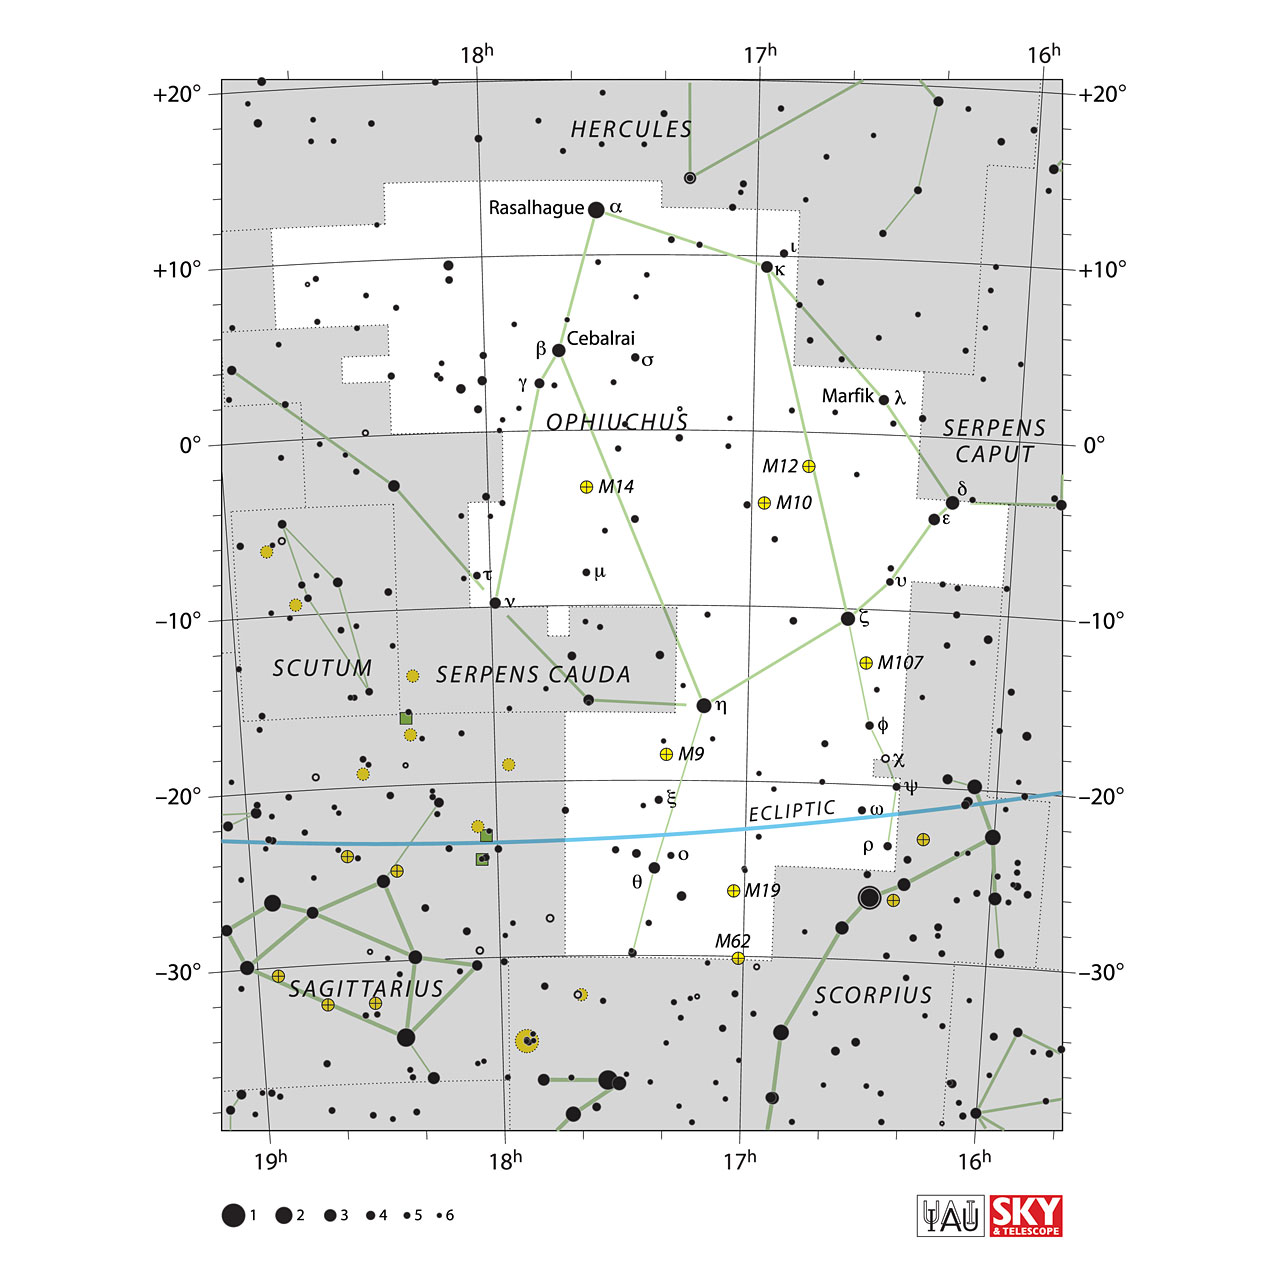 18h 17h 16h
+20° +20°
HERCULES
Rasalhague α
ι
+10° κ +10°
Cebalrai
β
σ
γ
Marfik λ
OPHIUCHUS
SERPENS
CAPUT
0° 0°
M12
M14
δ
M10
ε
τ
μ
υ
ν
−10° ζ −10°
SCUTUM
SERPENS CAUDA
M107
η
φ
M9
χ
ψ
−20° −20°
ξ
ECLIPTIC
ω
ρ
ο
θ
M19
M62
−30° −30°
SAGITTARIUS
SCORPIUS
19h 18h 17h 16h
1 2 3 4 5 6
IAU
SKY
& TELESCOPE